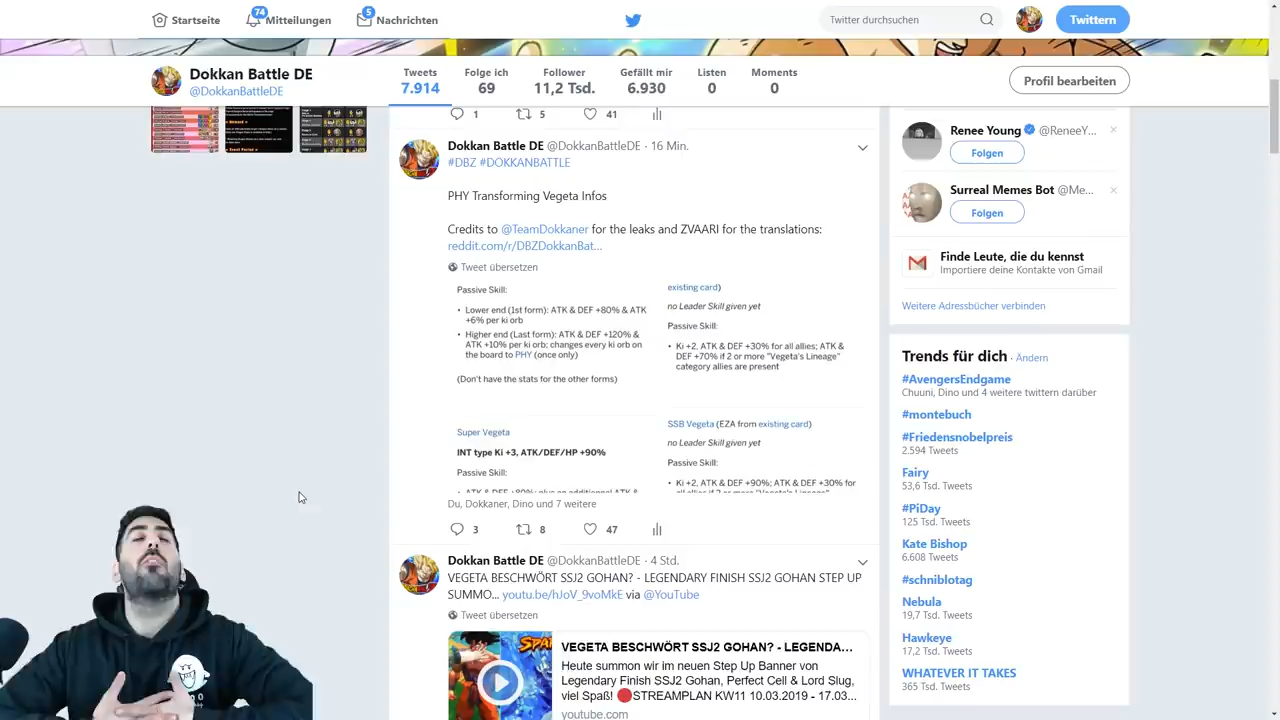 Startseite
74
Mitteilungen
5
Nachrichten
Twitter durchsuchen
Twittern
Dokkan Battle DE
@DokkanBattleDE
Tweets
7.914
Folge ich
69
Follower
11,2 Tsd.
Gefällt mir
6.930
Listen
0
Moments
0
Profil bearbeiten
1
5
41
Dokkan Battle DE @DokkanBattleDE · 16 Min.
#DBZ #DOKKANBATTLE
PHY Transforming Vegeta Infos
Credits to @TeamDokkaner for the leaks and ZVAARI for the translations:
reddit.com/r/DBZDokkanBat...
Tweet übersetzen
Passive Skill:
• Lower end (1st form): ATK & DEF +80% & ATK
+6% per ki orb
• Higher end (Last form): ATK & DEF +120% &
ATK +10% per ki orb; changes every ki orb on
the board to PHY (once only)
(Don't have the stats for the other forms)
existing card)
no Leader Skill given yet
Passive Skill:
• Ki +2, ATK & DEF +30% for all allies; ATK &
DEF +70% if 2 or more "Vegeta's Lineage"
category allies are present
Super Vegeta
INT type Ki +3, ATK/DEF/HP +90%
Passive Skill:
SSB Vegeta (EZA from existing card)
no Leader Skill given yet
Passive Skill:
• Ki +2, ATK & DEF +90%; ATK & DEF +30% for
Du, Dokkaner, Dino und 7 weitere
3
8
47
Dokkan Battle DE @DokkanBattleDE · 4 Std.
VEGETA BESCHWÖRT SSJ2 GOHAN? - LEGENDARY FINISH SSJ2 GOHAN STEP UP
SUMMO... youtu.be/hJoV_9voMkE via @YouTube
Tweet übersetzen
VEGETA BESCHWÖRT SSJ2 GOHAN? - LEGENDA...
Heute summon wir im neuen Step Up Banner von
Legendary Finish SSJ2 Gohan, Perfect Cell & Lord Slug,
viel Spaß! STREAMPLAN KW11 10.03.2019 - 17.03...
youtube.com
Renee Young @ReneeY...
Folgen
Surreal Memes Bot @Me...
Folgen
Finde Leute, die du kennst
Importiere deine Kontakte von Gmail
Weitere Adressbücher verbinden
Trends für dich · Ändern
#AvengersEndgame
Chuuni, Dino und 4 weitere twittern darüber
#montebuch
#Friedensnobelpreis
2.594 Tweets
Fairy
53,6 Tsd. Tweets
#PiDay
125 Tsd. Tweets
Kate Bishop
6.608 Tweets
#schniblotag
Nebula
19,7 Tsd. Tweets
Hawkeye
17,2 Tsd. Tweets
WHATEVER IT TAKES
365 Tsd. Tweets